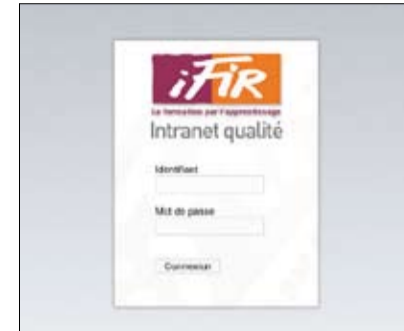 iFIR
La formation par l'apprentissage
Intranet qualité
Identifiant
Mot de passe
Connexion